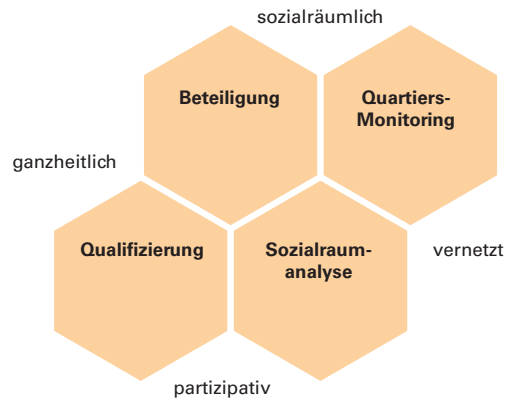 sozialräumlich
Beteiligung
Quartiers-
Monitoring
ganzheitlich
Qualifizierung
Sozialraum-
analyse
vernetzt
partizipativ